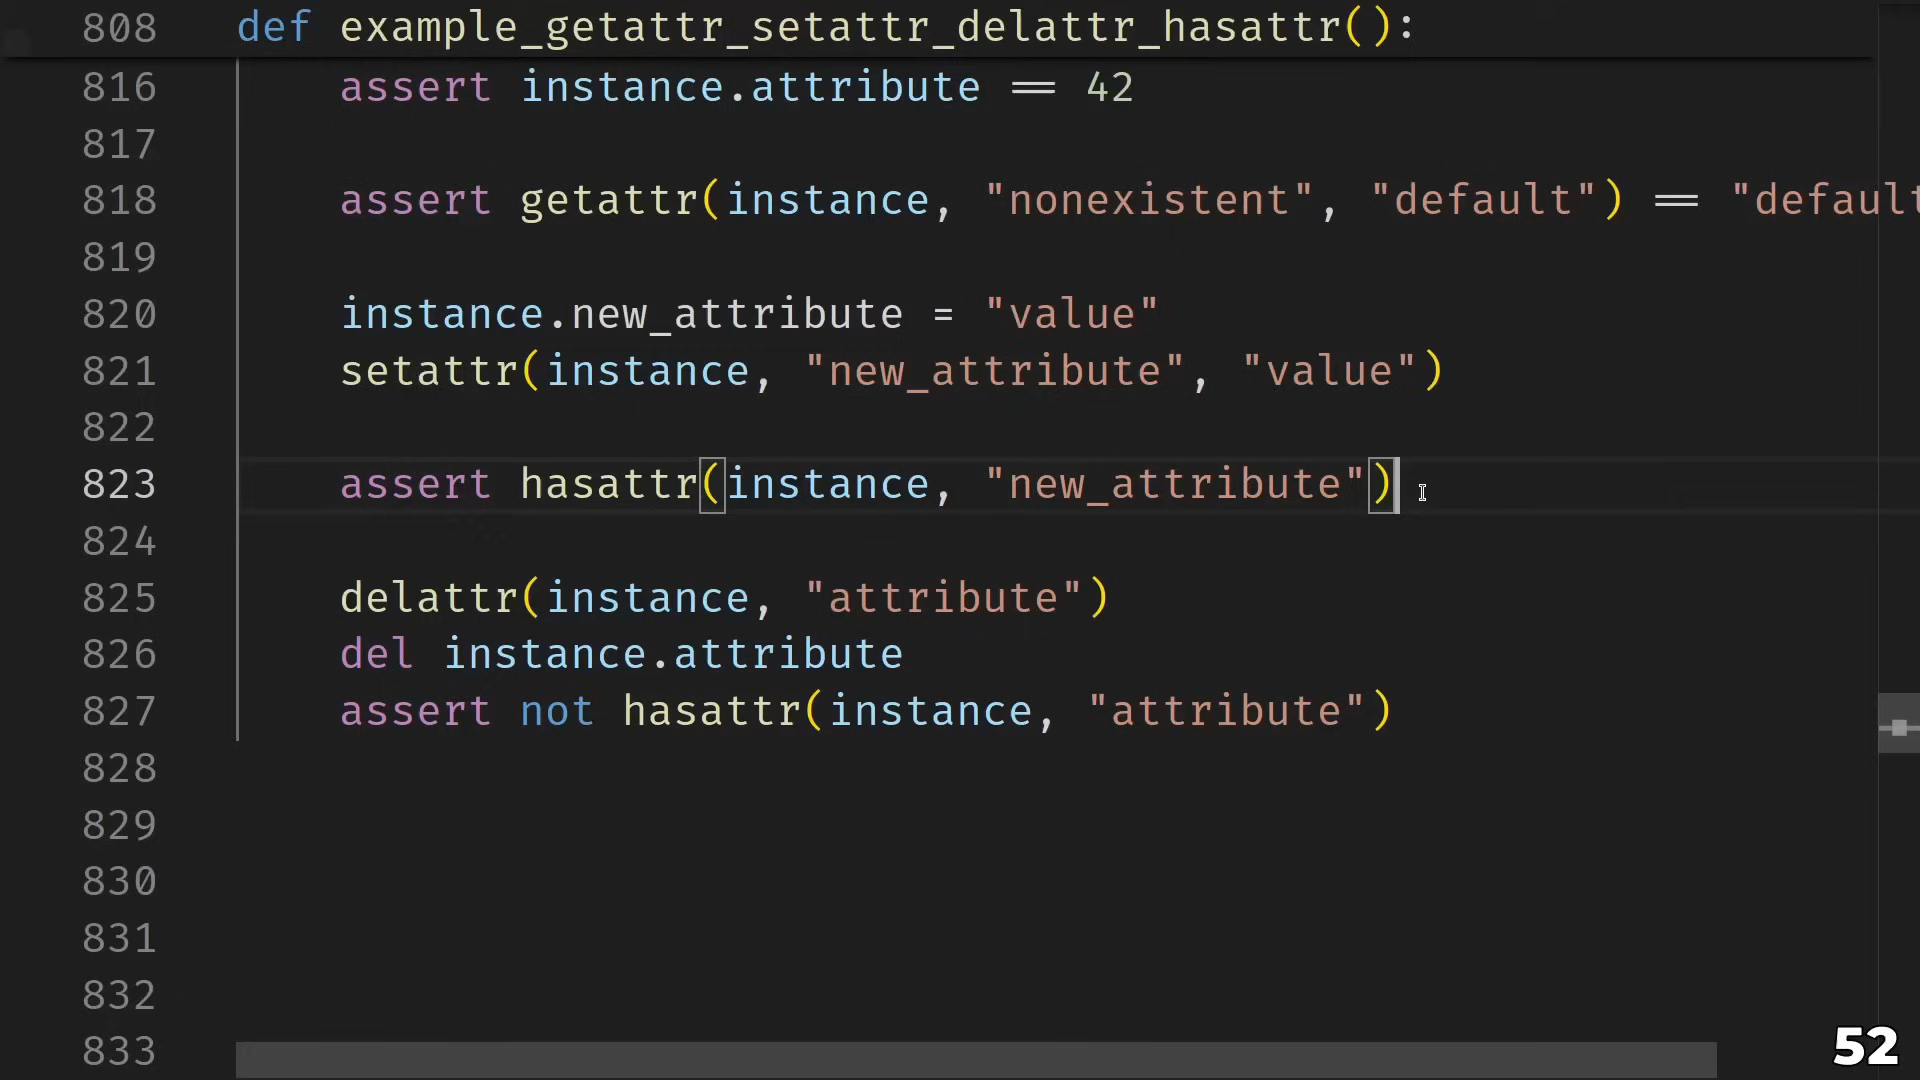 808 def example_getattr_setattr_delattr_hasattr():
816 assert instance.attribute == 42
817
818 assert getattr(instance, "nonexistent", "default") == "default
819
820 instance.new_attribute = "value"
821 setattr(instance, "new_attribute", "value")
822
823 assert hasattr(instance, "new_attribute")
824
825 delattr(instance, "attribute")
826 del instance.attribute
827 assert not hasattr(instance, "attribute")
828
829
830
831
832
833
52